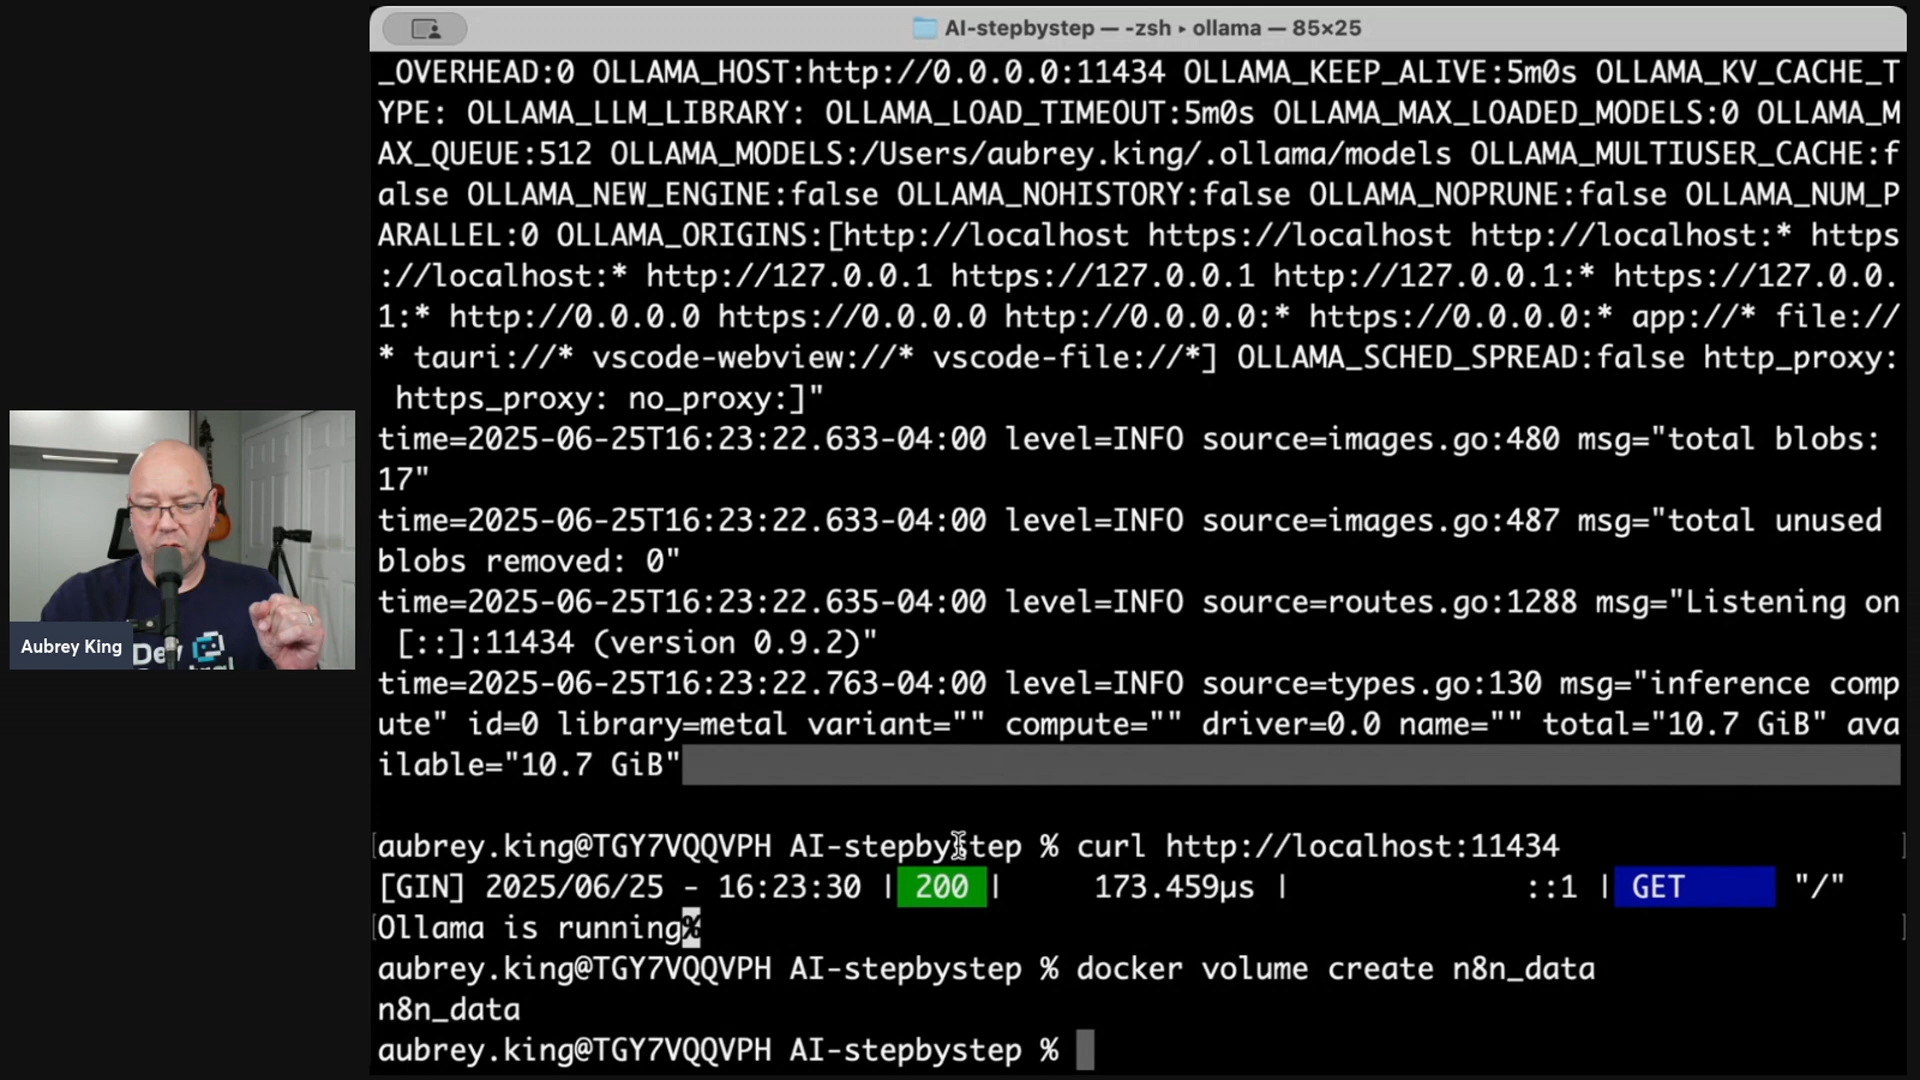 AI-stepbystep — -zsh ▸ ollama — 85×25
_OVERHEAD:0 OLLAMA_HOST:http://0.0.0.0:11434 OLLAMA_KEEP_ALIVE:5m0s OLLAMA_KV_CACHE_T
YPE: OLLAMA_LLM_LIBRARY: OLLAMA_LOAD_TIMEOUT:5m0s OLLAMA_MAX_LOADED_MODELS:0 OLLAMA_M
AX_QUEUE:512 OLLAMA_MODELS:/Users/aubrey.king/.ollama/models OLLAMA_MULTIUSER_CACHE:f
alse OLLAMA_NEW_ENGINE:false OLLAMA_NOHISTORY:false OLLAMA_NOPRUNE:false OLLAMA_NUM_P
ARALLEL:0 OLLAMA_ORIGINS:[http://localhost https://localhost http://localhost:* https
://localhost:* http://127.0.0.1 https://127.0.0.1 http://127.0.0.1:* https://127.0.0.
1:* http://0.0.0.0 https://0.0.0.0 http://0.0.0.0:* https://0.0.0.0:* app://* file://
* tauri://* vscode-webview://* vscode-file://*] OLLAMA_SCHED_SPREAD:false http_proxy:
 https_proxy: no_proxy:]"
time=2025-06-25T16:23:22.633-04:00 level=INFO source=images.go:480 msg="total blobs:
17"
time=2025-06-25T16:23:22.633-04:00 level=INFO source=images.go:487 msg="total unused
blobs removed: 0"
time=2025-06-25T16:23:22.635-04:00 level=INFO source=routes.go:1288 msg="Listening on
 [::]:11434 (version 0.9.2)"
time=2025-06-25T16:23:22.763-04:00 level=INFO source=types.go:130 msg="inference comp
ute" id=0 library=metal variant="" compute="" driver=0.0 name="" total="10.7 GiB" ava
ilable="10.7 GiB"
aubrey.king@TGY7VQQVPH AI-stepbystep % curl http://localhost:11434
[GIN] 2025/06/25 - 16:23:30 | 200 | 173.459µs | ::1 | GET "/"
Ollama is running%
aubrey.king@TGY7VQQVPH AI-stepbystep % docker volume create n8n_data
n8n_data
aubrey.king@TGY7VQQVPH AI-stepbystep %
Aubrey King
Dev